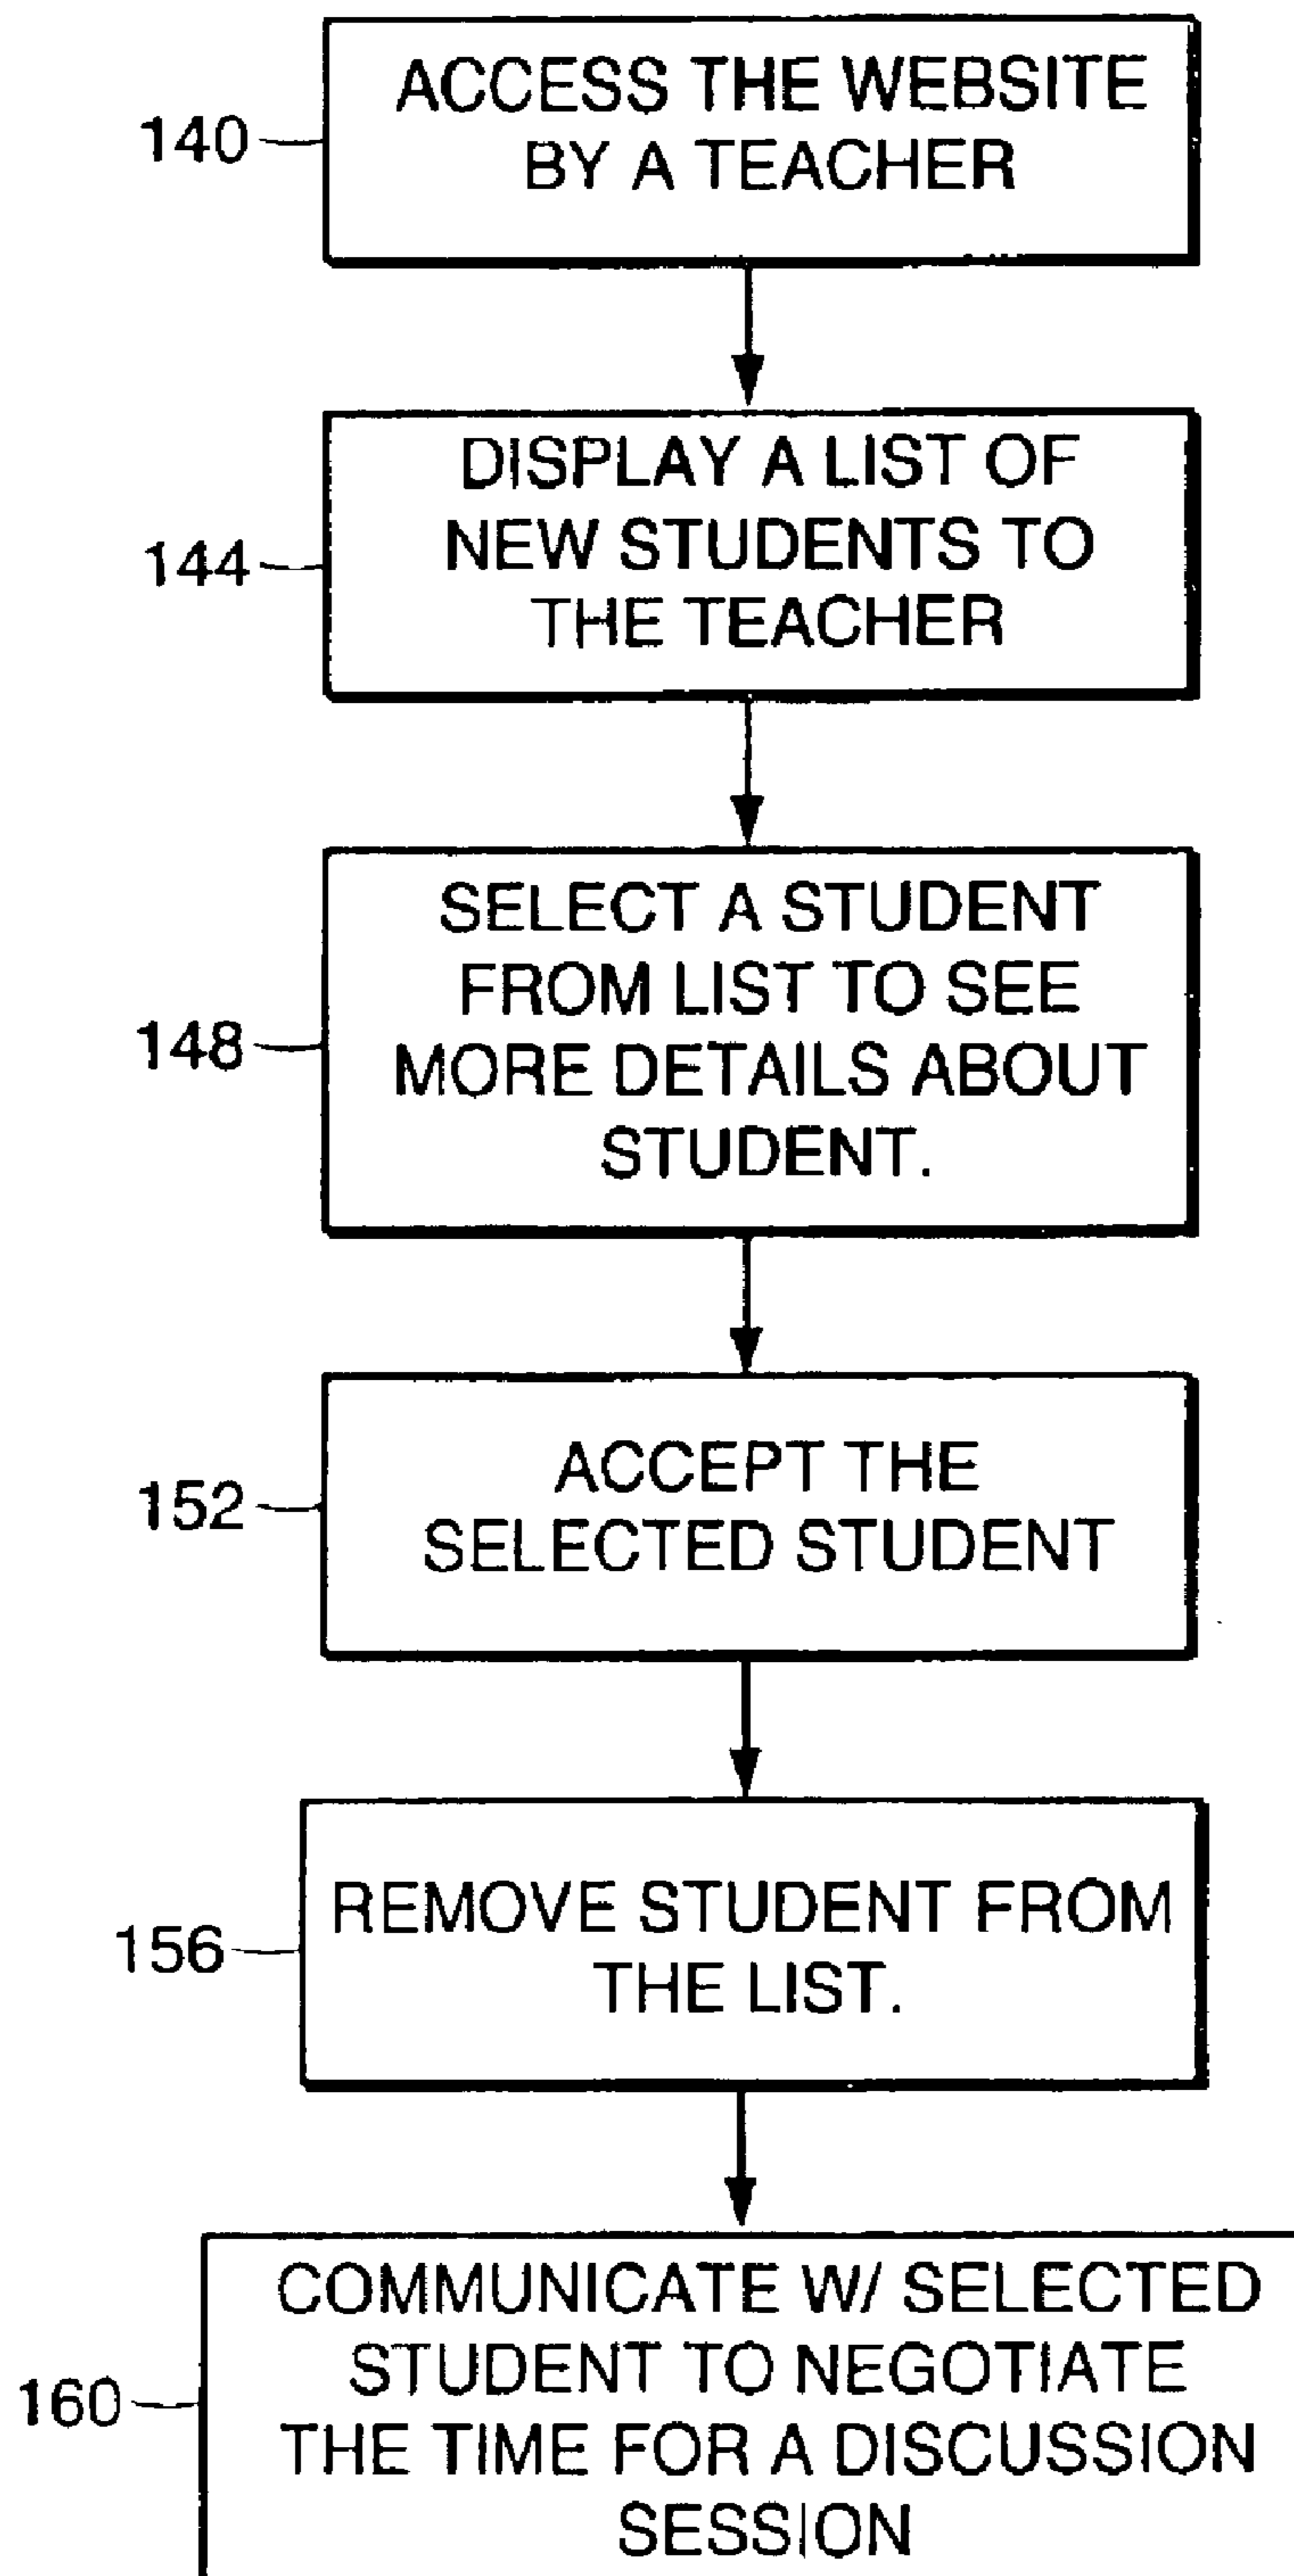 ACCESS THE WEBSITE
BY A TEACHER
140
DISPLAY A LIST OF
NEW STUDENTS TO
THE TEACHER
144
SELECT A STUDENT
FROM LIST TO SEE
MORE DETAILS ABOUT
STUDENT.
148
ACCEPT THE
SELECTED STUDENT
152
REMOVE STUDENT FROM
THE LIST.
156
COMMUNICATE W/ SELECTED
STUDENT TO NEGOTIATE
THE TIME FOR A DISCUSSION
SESSION
160